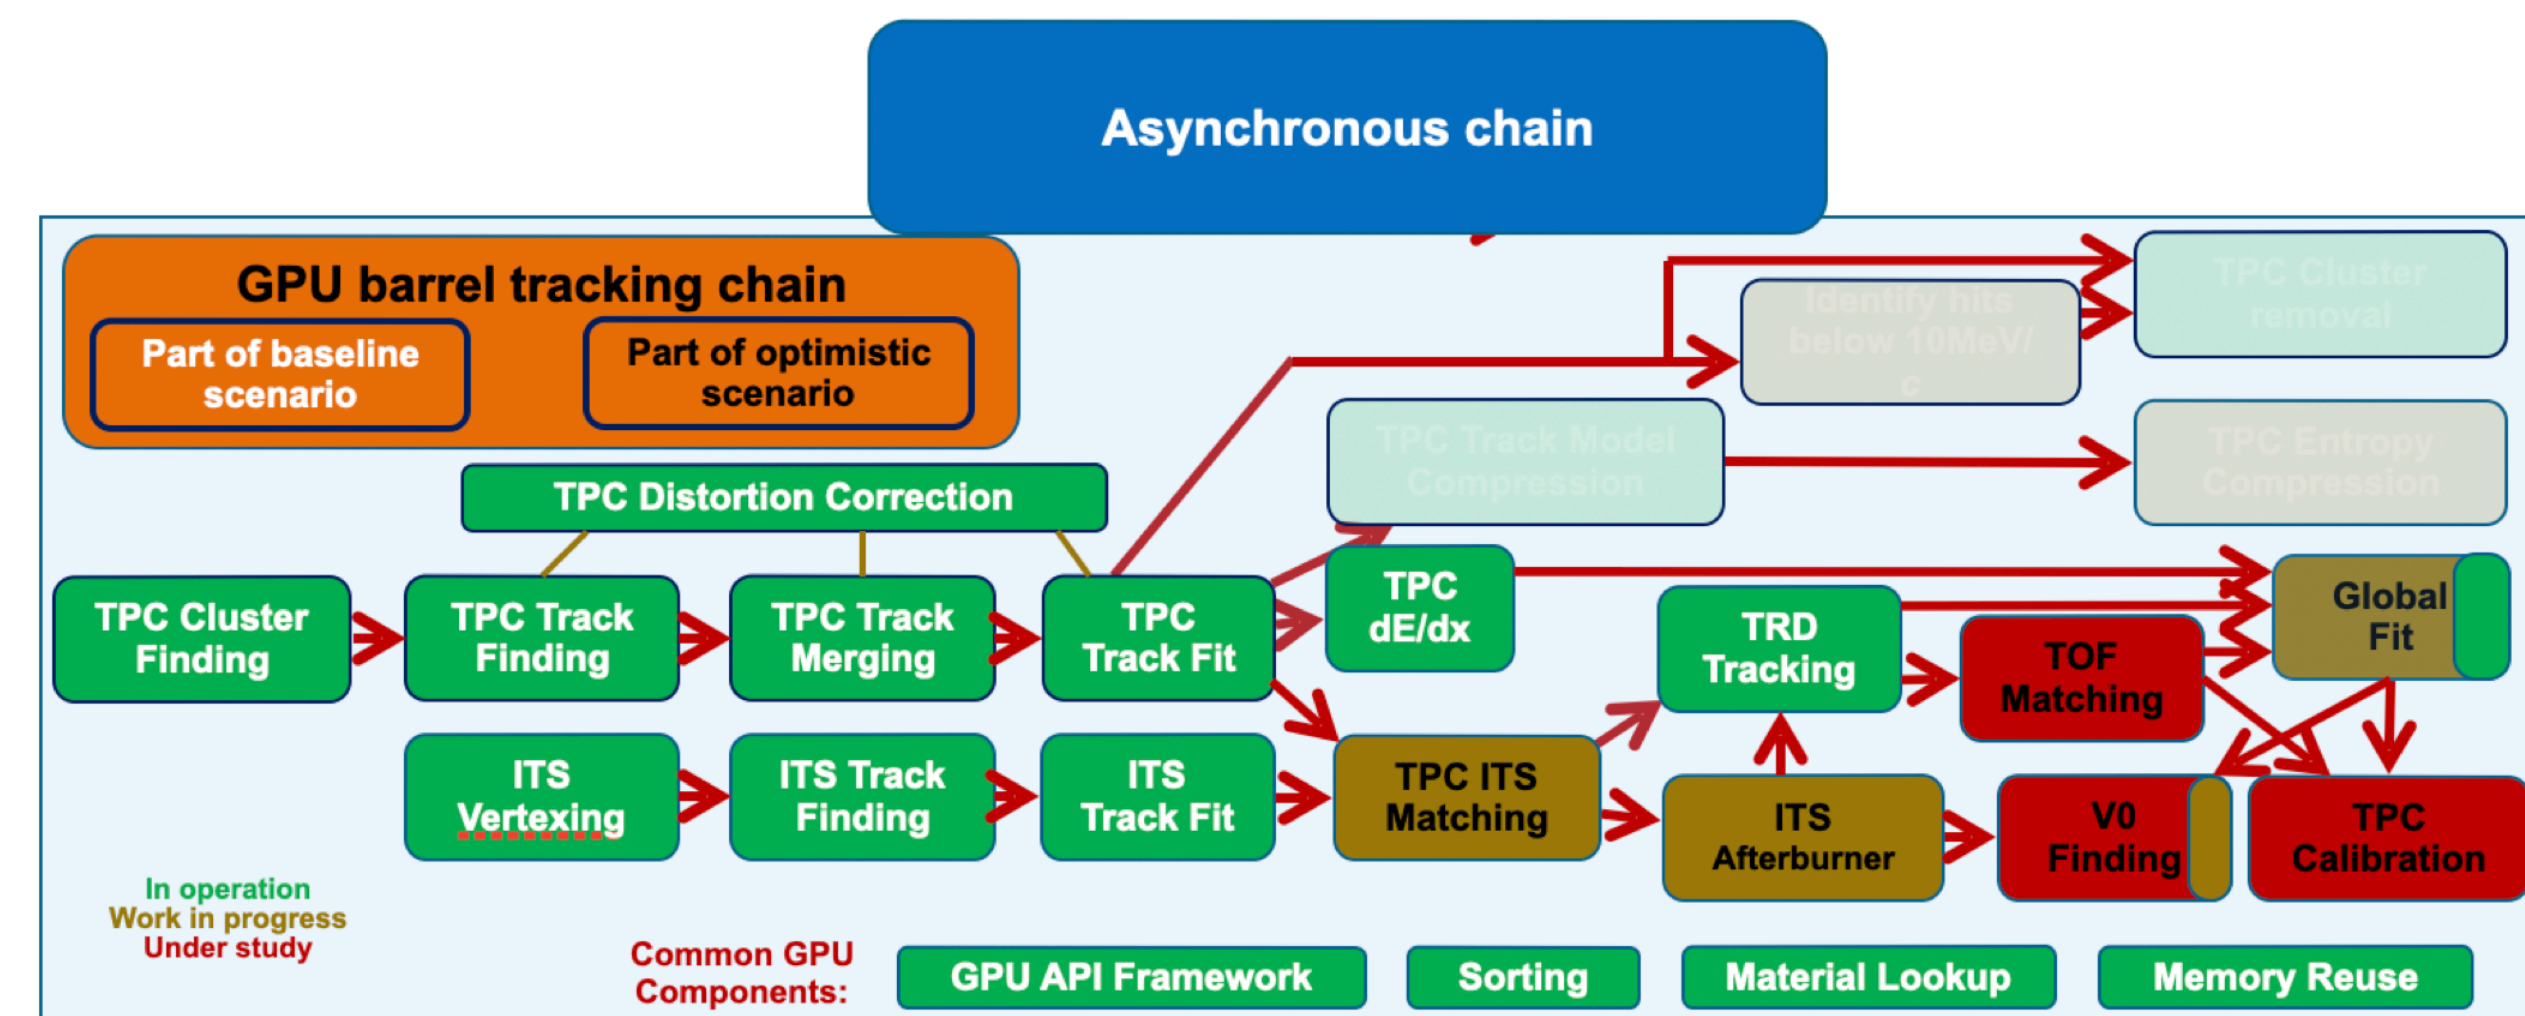 Asynchronous chain
GPU barrel tracking chain
Part of baseline
scenario
Part of optimistic
scenario
TPC Cluster
removal
Identify hits
below 10MeV/
c
TPC Track Model
Compression
TPC Entropy
Compression
TPC Distortion Correction
TPC Cluster
Finding
TPC Track
Finding
TPC Track
Merging
TPC
Track Fit
TPC
dE/dx
TRD
Tracking
TOF
Matching
Global
Fit
ITS
Vertexing
ITS Track
Finding
ITS
Track Fit
TPC ITS
Matching
ITS
Afterburner
V0
Finding
TPC
Calibration
In operation
Work in progress
Under study
Common GPU
Components:
GPU API Framework
Sorting
Material Lookup
Memory Reuse